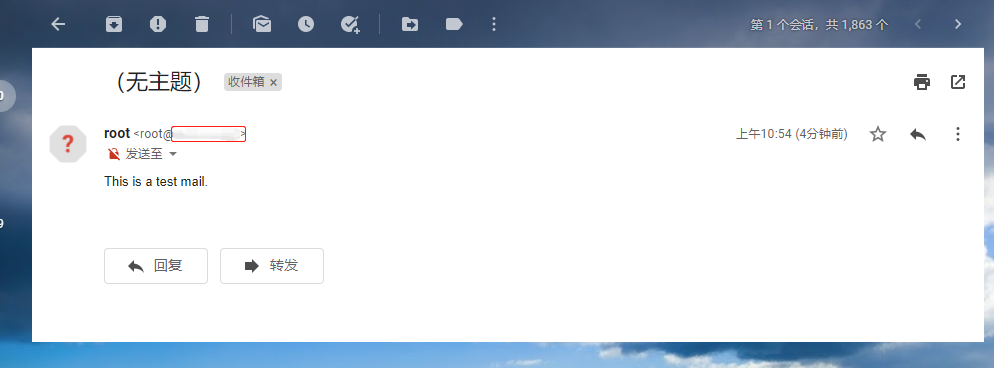 第 1 个会话，共 1,863 个
（无主题） 收件箱 ×
?
root <root@ >
上午10:54 (4分钟前)
发送至
This is a test mail.
回复
转发
9